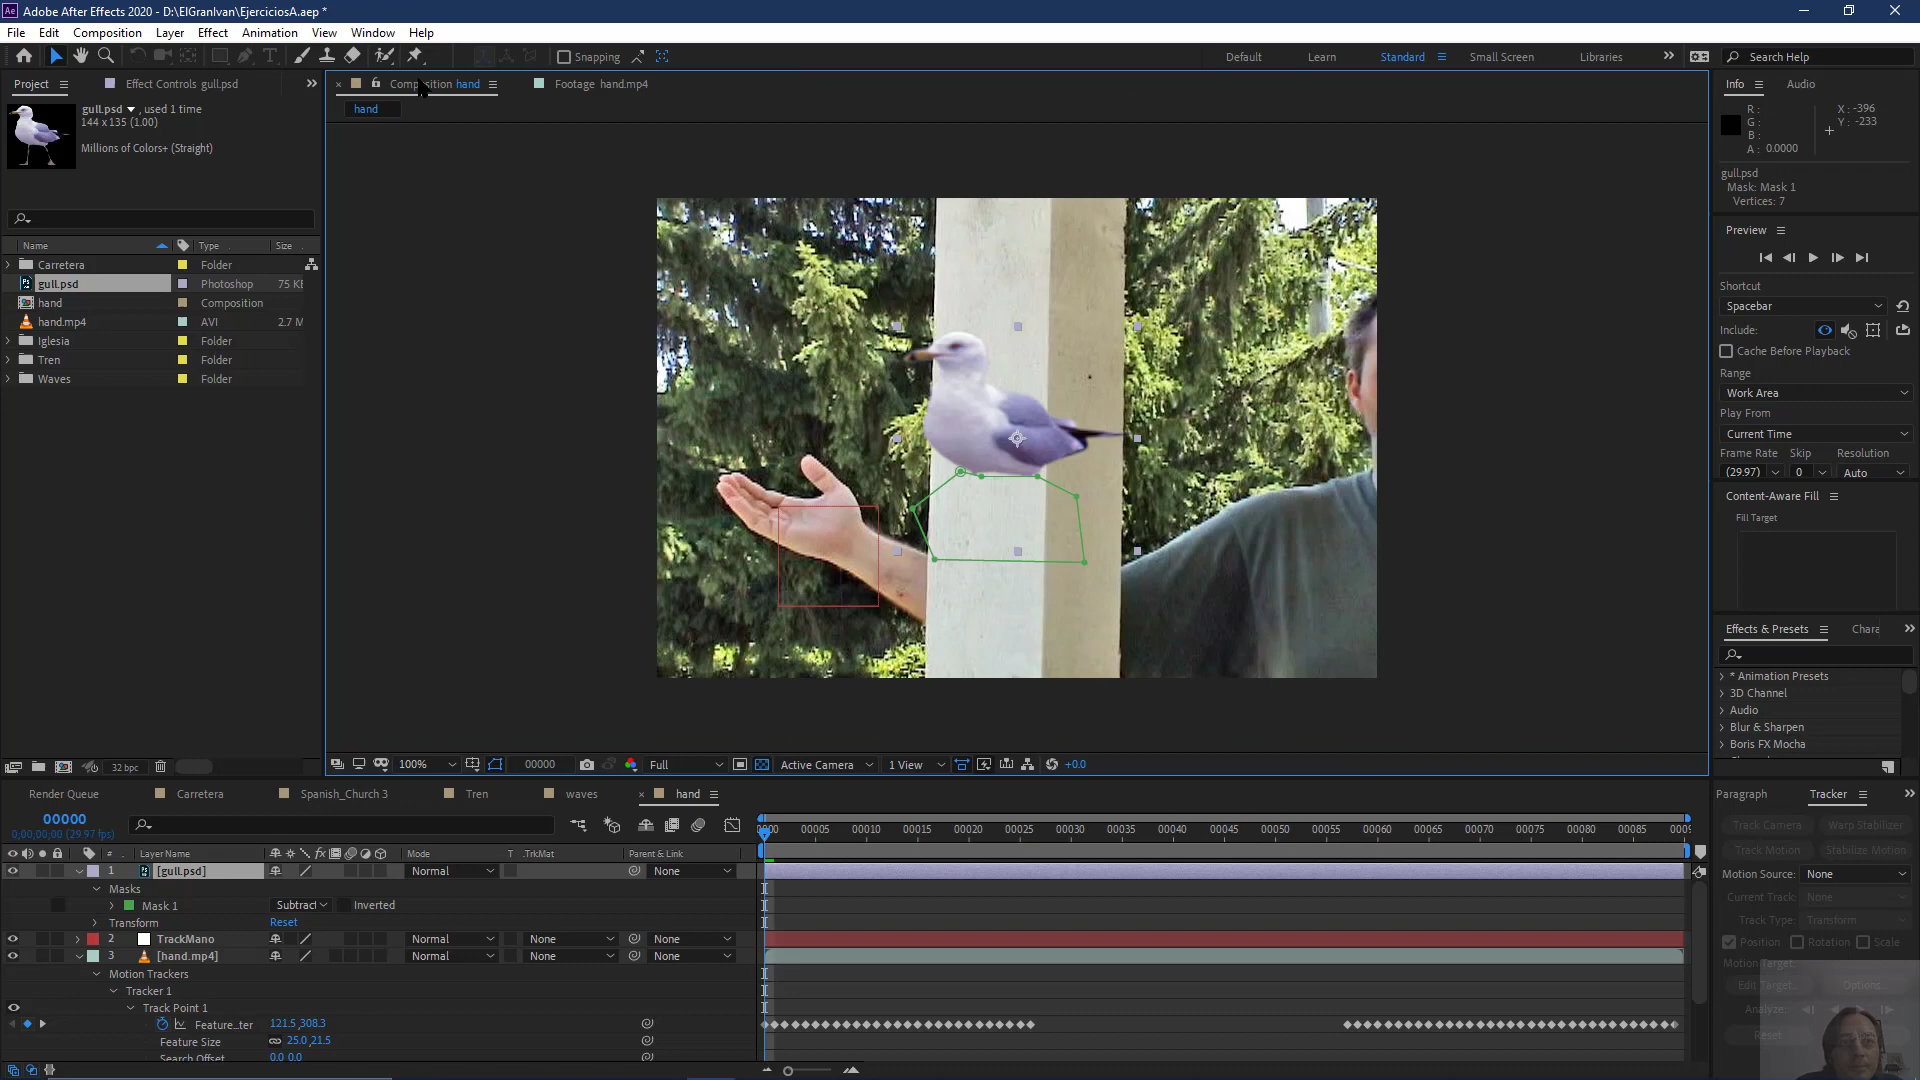 Ae Adobe After Effects 2020 - D:\ElGranIvan\EjerciciosA.aep *
File Edit Composition Layer Effect Animation View Window Help
Snapping Default Learn Standard Small Screen Libraries Search Help
Project Effect Controls gull.psd Composition hand Footage hand.mp4
hand
gull.psd , used 1 time
144 x 135 (1.00)
Millions of Colors+ (Straight)
Name Type Size
Carretera Folder
gull.psd Photoshop 75 KB
hand Composition
hand.mp4 AVI 2.7 M
Iglesia Folder
Tren Folder
Waves Folder
32 bpc
100% 00000 Full Active Camera 1 View +0.0
Info Audio
R :
G :
B :
A : 0.0000
X : -396
Y : -233
gull.psd
Mask: Mask 1
Vertices: 7
Preview
Shortcut
Spacebar
Include:
Cache Before Playback
Range
Work Area
Play From
Current Time
Frame Rate Skip Resolution
(29.97) 0 Auto
Content-Aware Fill
Fill Target
Effects & Presets Chara
* Animation Presets
3D Channel
Audio
Blur & Sharpen
Boris FX Mocha
Render Queue Carretera Spanish_Church 3 Tren waves hand
00000
0;00;00;00 (29.97 fps)
# Layer Name fx Mode T .TrkMat Parent & Link
1 [gull.psd] Normal None
Masks
Mask 1 Subtract Inverted
Transform Reset
2 TrackMano Normal None None
3 [hand.mp4] Normal None None
Motion Trackers
Tracker 1
Track Point 1
Feature...ter 121.5,308.3
Feature Size 25.0,21.5
Search Offset 0.0,0.0
0000 00005 00010 00015 00020 00025 00030 00035 00040 00045 00050 00055 00060 00065 00070 00075 00080 00085 0009
Paragraph Tracker
Track Camera Warp Stabilizer
Track Motion Stabilize Motion
Motion Source: None
Current Track: None
Track Type: Transform
Position Rotation Scale
Motion Target:
Edit Target... Options...
Analyze:
Reset